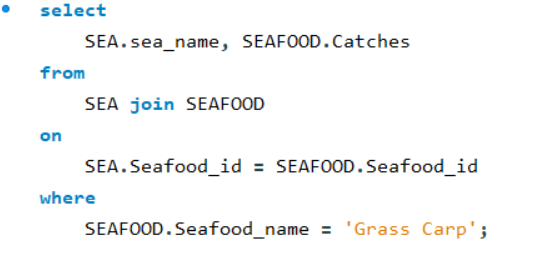 select
SEA.sea_name, SEAFOOD.Catches
from
SEA join SEAFOOD
on
SEA.Seafood_id = SEAFOOD.Seafood_id
where
SEAFOOD.Seafood_name = 'Grass Carp';